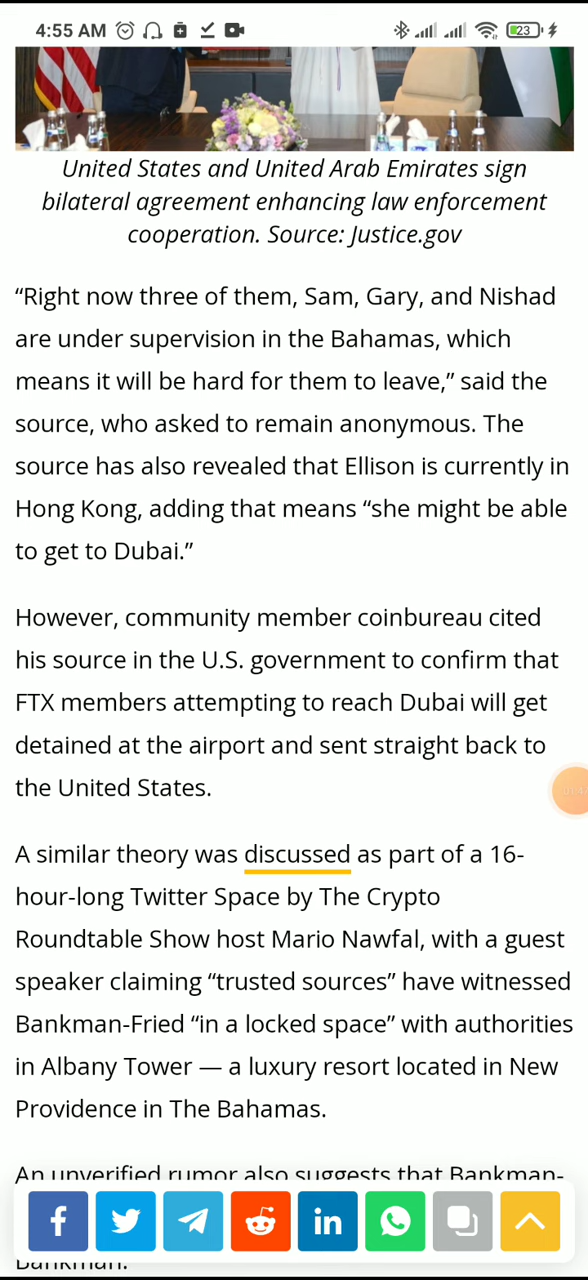 4:55 AM
23
United States and United Arab Emirates sign
bilateral agreement enhancing law enforcement
cooperation. Source: Justice.gov
“Right now three of them, Sam, Gary, and Nishad
are under supervision in the Bahamas, which
means it will be hard for them to leave,” said the
source, who asked to remain anonymous. The
source has also revealed that Ellison is currently in
Hong Kong, adding that means “she might be able
to get to Dubai.”
However, community member coinbureau cited
his source in the U.S. government to confirm that
FTX members attempting to reach Dubai will get
detained at the airport and sent straight back to
the United States.
A similar theory was discussed as part of a 16-
hour-long Twitter Space by The Crypto
Roundtable Show host Mario Nawfal, with a guest
speaker claiming “trusted sources” have witnessed
Bankman-Fried “in a locked space” with authorities
in Albany Tower — a luxury resort located in New
Providence in The Bahamas.
An unverified rumor also suggests that Bankman-
Bankman.